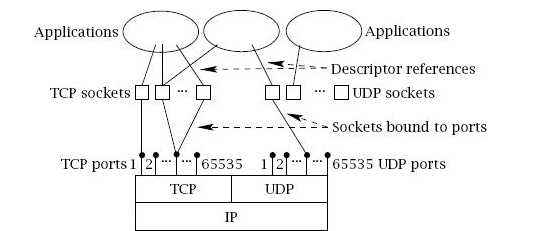 Applications Applications
Descriptor references
TCP sockets ... ... UDP sockets
Sockets bound to ports
TCP ports 1 2 ... ... 65535 1 2 ... ... 65535 UDP ports
TCP UDP
IP